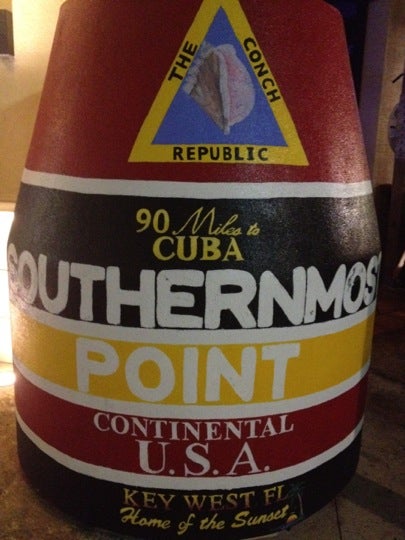 THE CONCH
REPUBLIC
90 Miles to
CUBA
SOUTHERNMOST
POINT
CONTINENTAL
U.S.A.
KEY WEST FL
Home of the Sunset